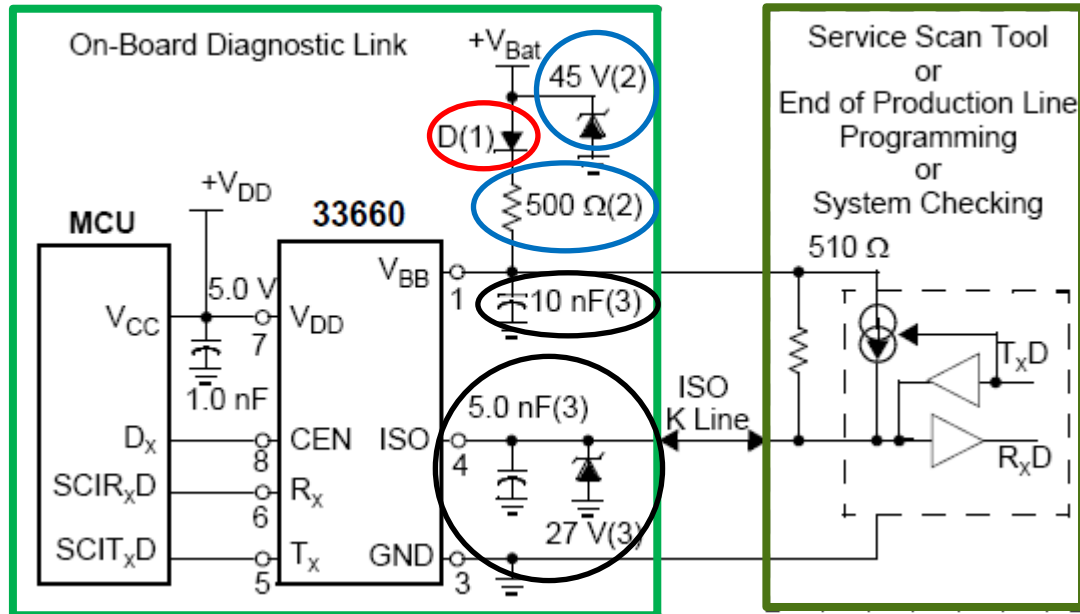 On-Board Diagnostic Link
+VBat
45 V(2)
D(1)
500 Ω(2)
+VDD
MCU
33660
VBB
1
10 nF(3)
5.0 V
VCC
VDD
7
1.0 nF
5.0 nF(3)
DX
CEN
8
ISO
4
SCIRXD
RX
6
27 V(3)
SCITXD
TX
5
GND
3
ISO
K Line
Service Scan Tool
or
End of Production Line
Programming
or
System Checking
510 Ω
TXD
RXD